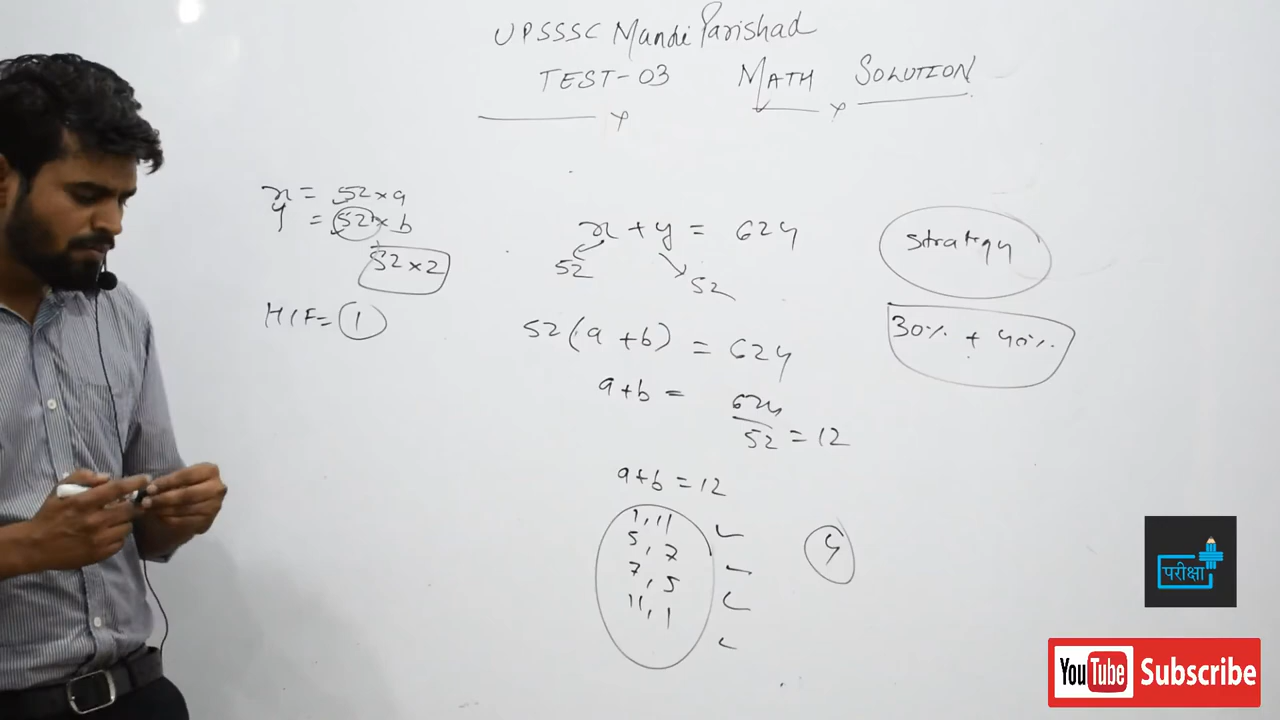 UPSSSC Mandi Parishad
TEST-03 MATH SOLUTION
x = 52×a
y = 52×b
52×2
HCF= 1
x + y = 624
52 52
52(a + b) = 624
a+b = 624/52 = 12
a+b = 12
1, 11
5, 7
7, 5
11, 1
4
Strategy
30% + 40%
परीक्षा
YouTube Subscribe